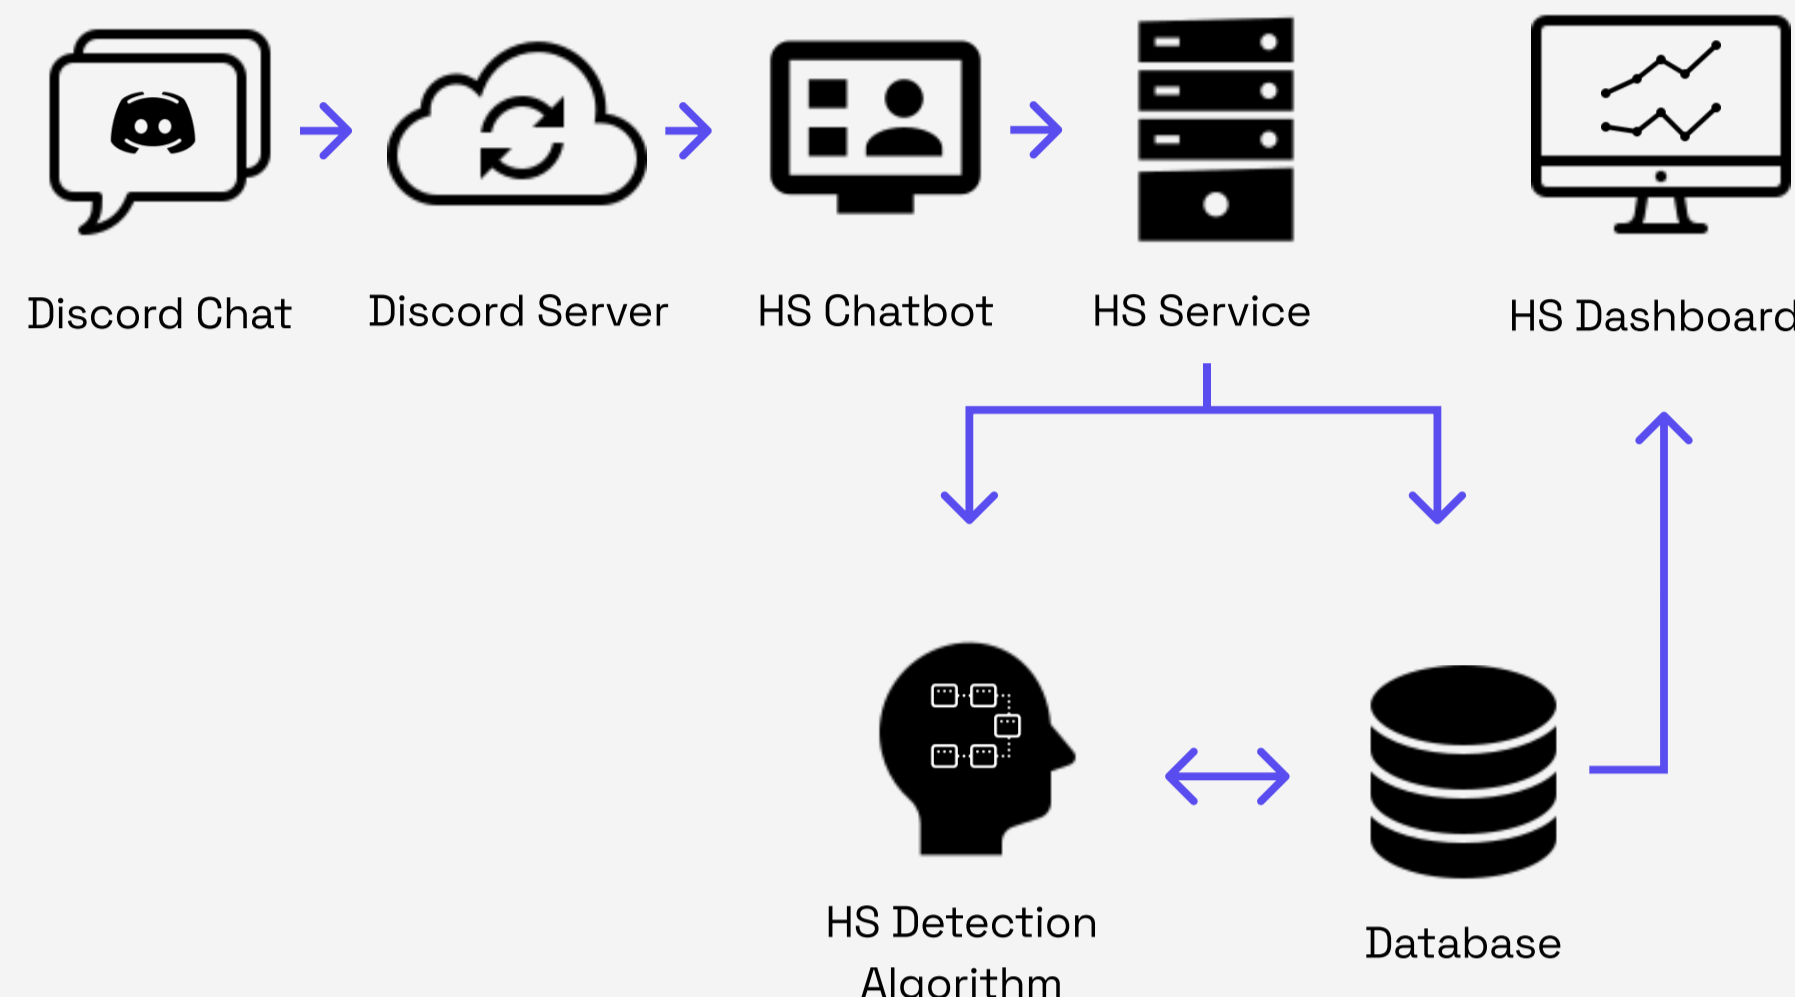 Discord Chat
Discord Server
HS Chatbot
HS Service
HS Dashboard
HS Detection
Algorithm
Database